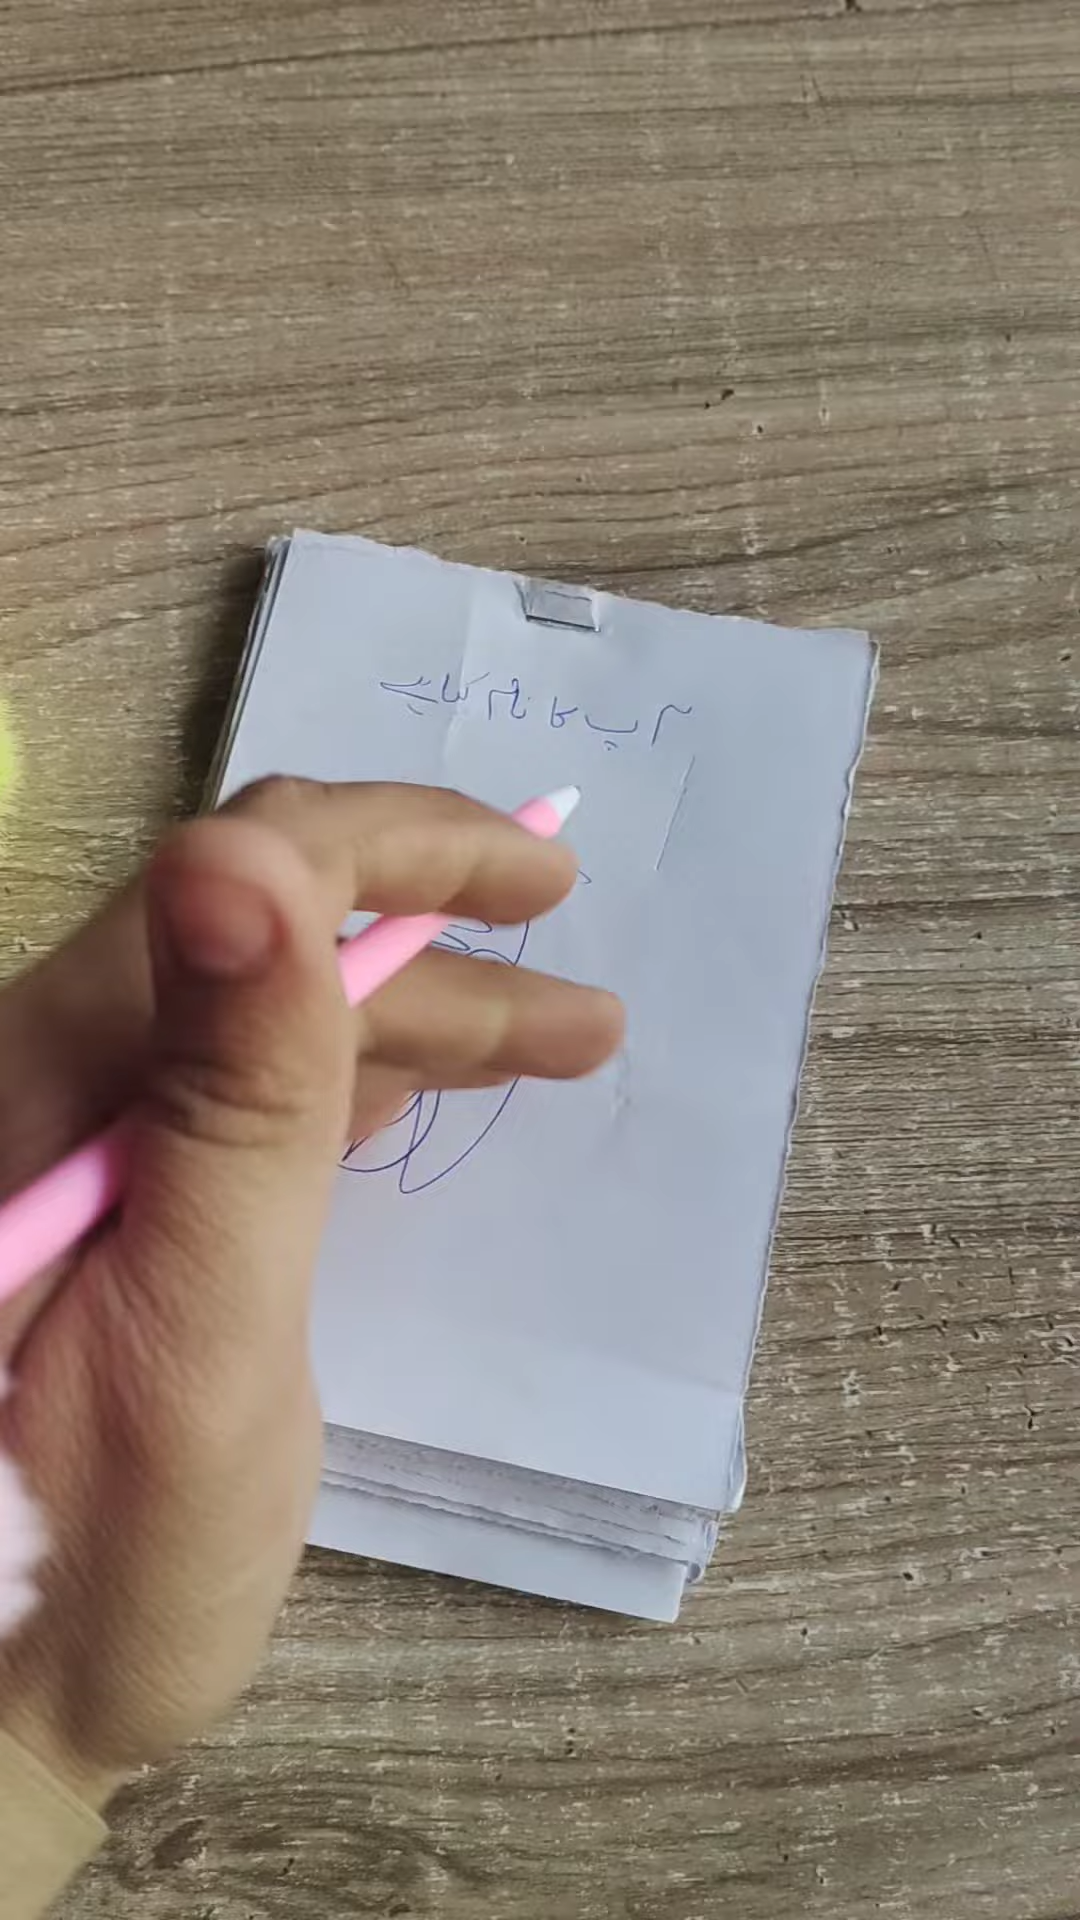 آپ کا نام کیا ہے